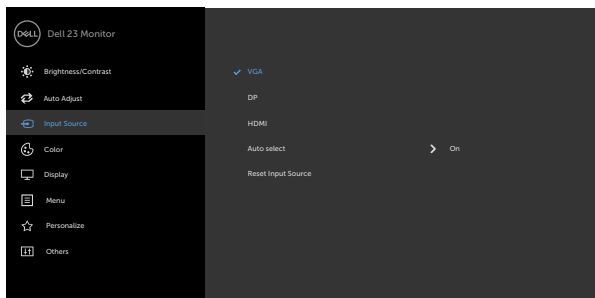 DELL
Dell 23 Monitor
Brightness/Contrast
Auto Adjust
Input Source
Color
Display
Menu
Personalize
Others
VGA
DP
HDMI
Auto select On
Reset Input Source